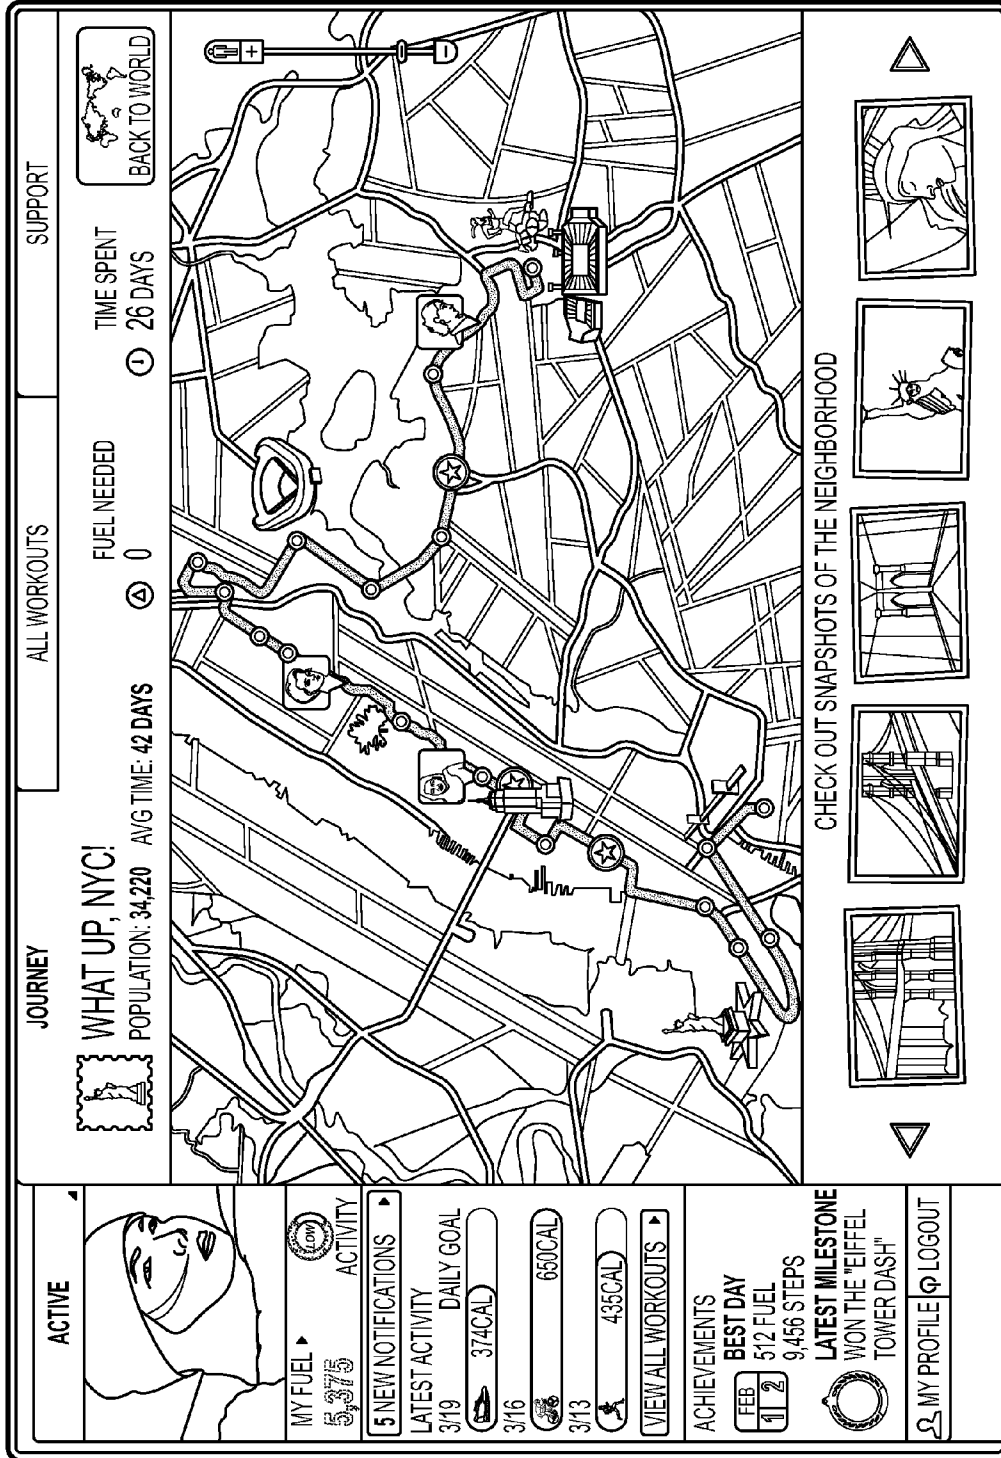 ACTIVE
MY FUEL
5,375
LOW
ACTIVITY
5 NEW NOTIFICATIONS
LATEST ACTIVITY
3/19 DAILY GOAL
374CAL
3/16
650CAL
3/13
435CAL
VIEW ALL WORKOUTS
ACHIEVEMENTS
FEB
1 2
BEST DAY
512 FUEL
9,456 STEPS
LATEST MILESTONE
WON THE "EIFFEL
TOWER DASH"
MY PROFILE LOGOUT
JOURNEY ALL WORKOUTS SUPPORT
WHAT UP, NYC!
POPULATION: 34,220 AVG TIME: 42 DAYS
FUEL NEEDED
0
TIME SPENT
26 DAYS
BACK TO WORLD
CHECK OUT SNAPSHOTS OF THE NEIGHBORHOOD